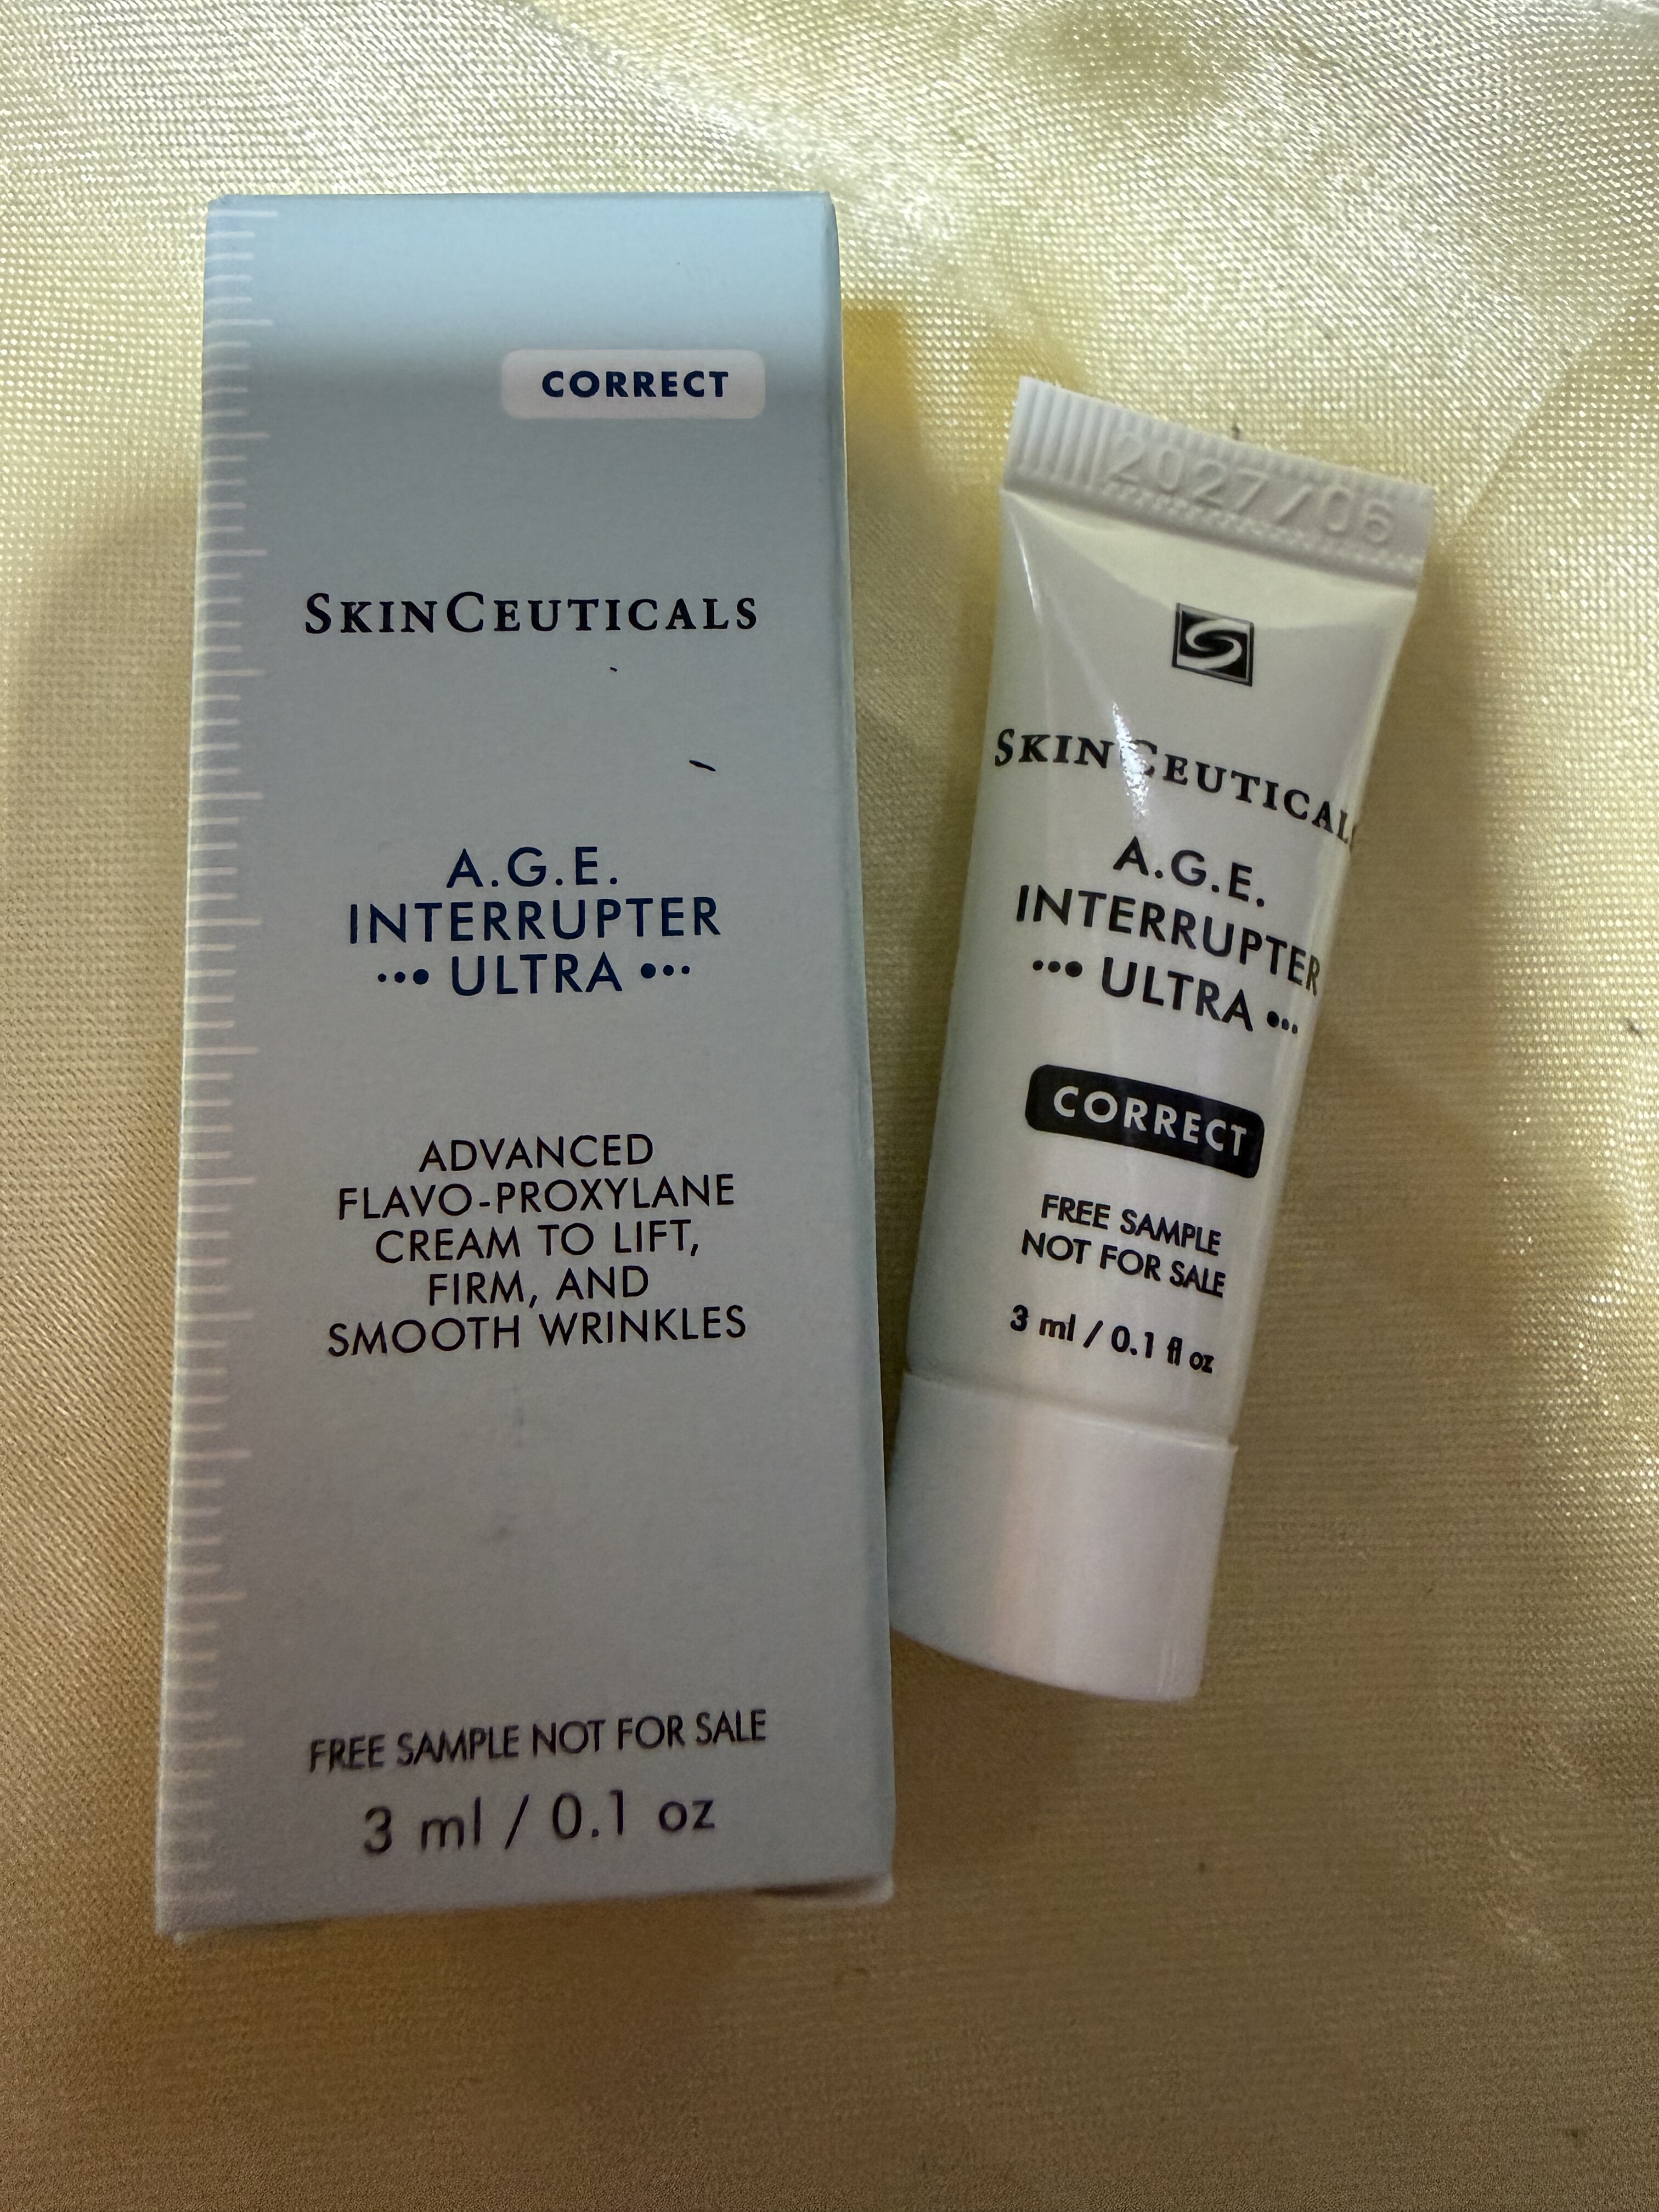 CORRECT
SKINCEUTICALS
A.G.E.
INTERRUPTER
••• ULTRA •••
ADVANCED
FLAVO-PROXYLANE
CREAM TO LIFT,
FIRM, AND
SMOOTH WRINKLES
FREE SAMPLE NOT FOR SALE
3 ml / 0.1 oz
2027/06
SKINCEUTICALS
A.G.E.
INTERRUPTER
••• ULTRA •••
CORRECT
FREE SAMPLE
NOT FOR SALE
3 ml / 0.1 fl oz